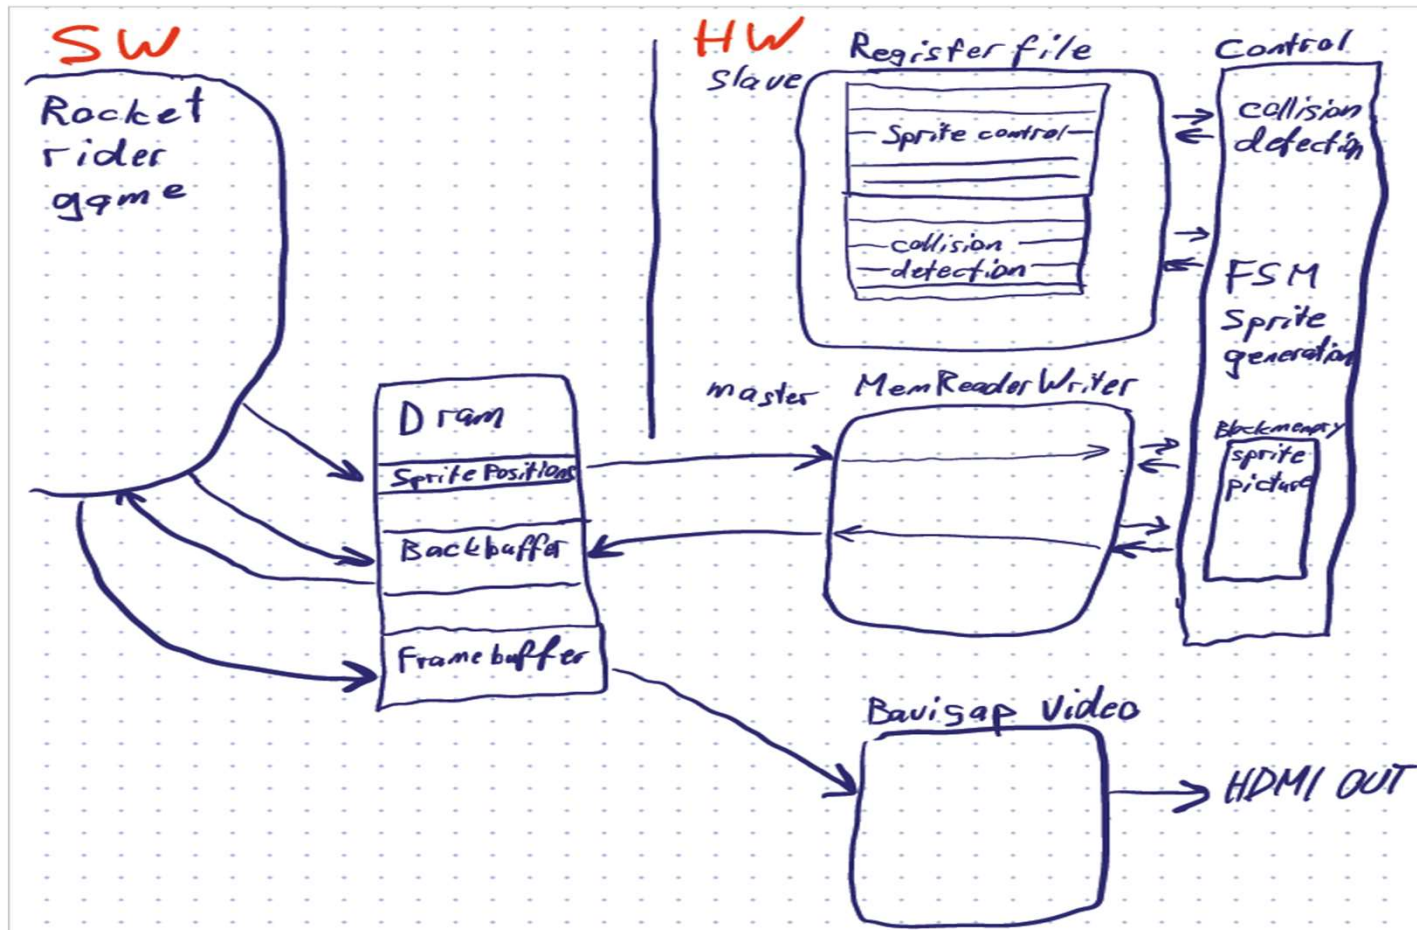 SW
Rocket
rider
game
HW
Slave
Register file
Sprite control
collision
detection
Control
collision
detection
FSM
Sprite
generation
Blockmemory
sprite
picture
master
MemReaderWriter
Dram
Sprite Positions
Backbuffer
Framebuffer
Bavisap Video
HDMI OUT